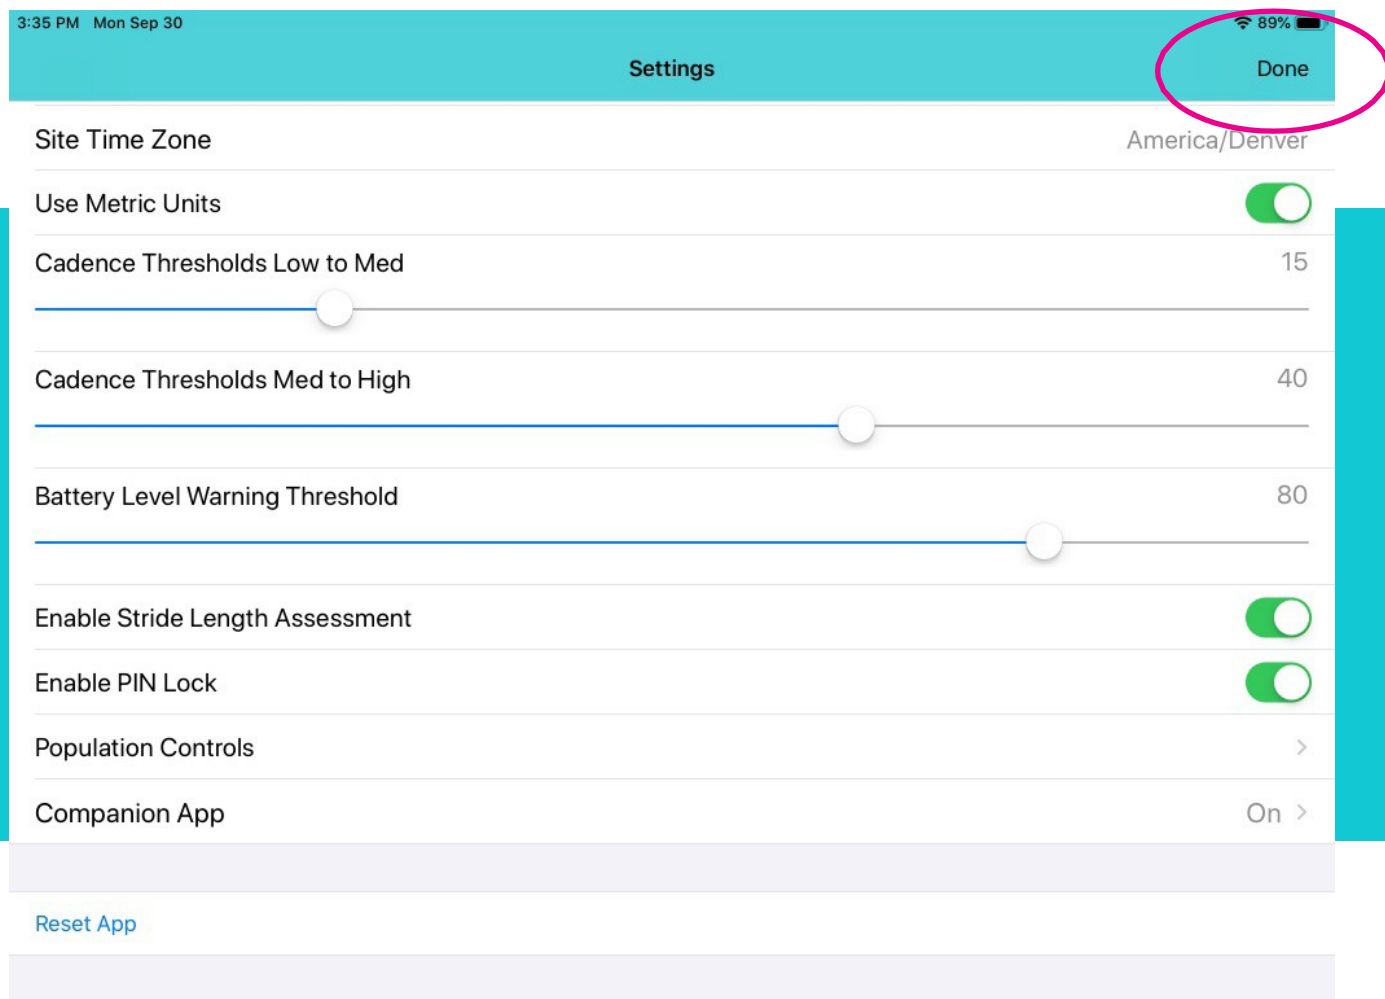 3:35 PM Mon Sep 30 89%
Settings Done
Site Time Zone America/Denver
Use Metric Units
Cadence Thresholds Low to Med 15
Cadence Thresholds Med to High 40
Battery Level Warning Threshold 80
Enable Stride Length Assessment
Enable PIN Lock
Population Controls
Companion App On
Reset App